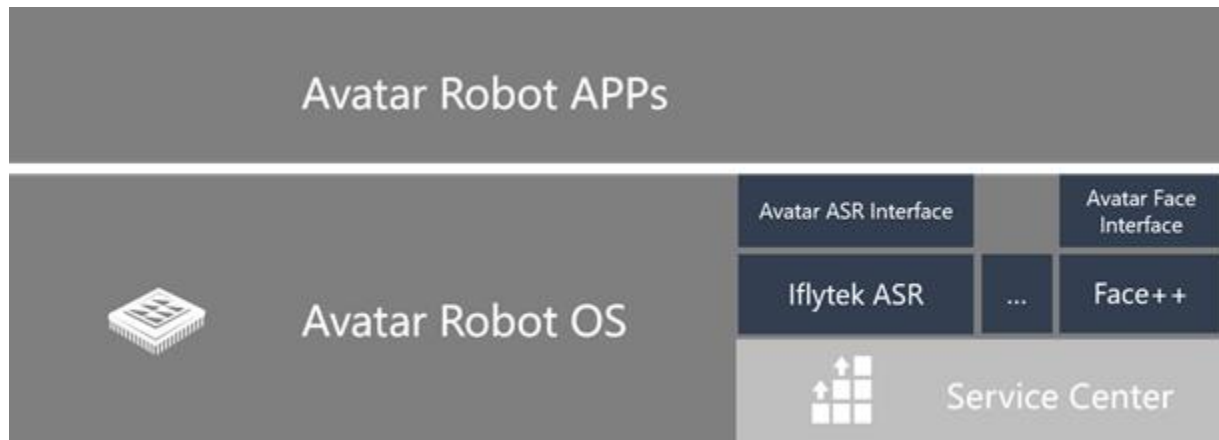 Avatar Robot APPs
Avatar ASR Interface
Avatar Face
Interface
Iflytek ASR
...
Face++
Avatar Robot OS
Service Center